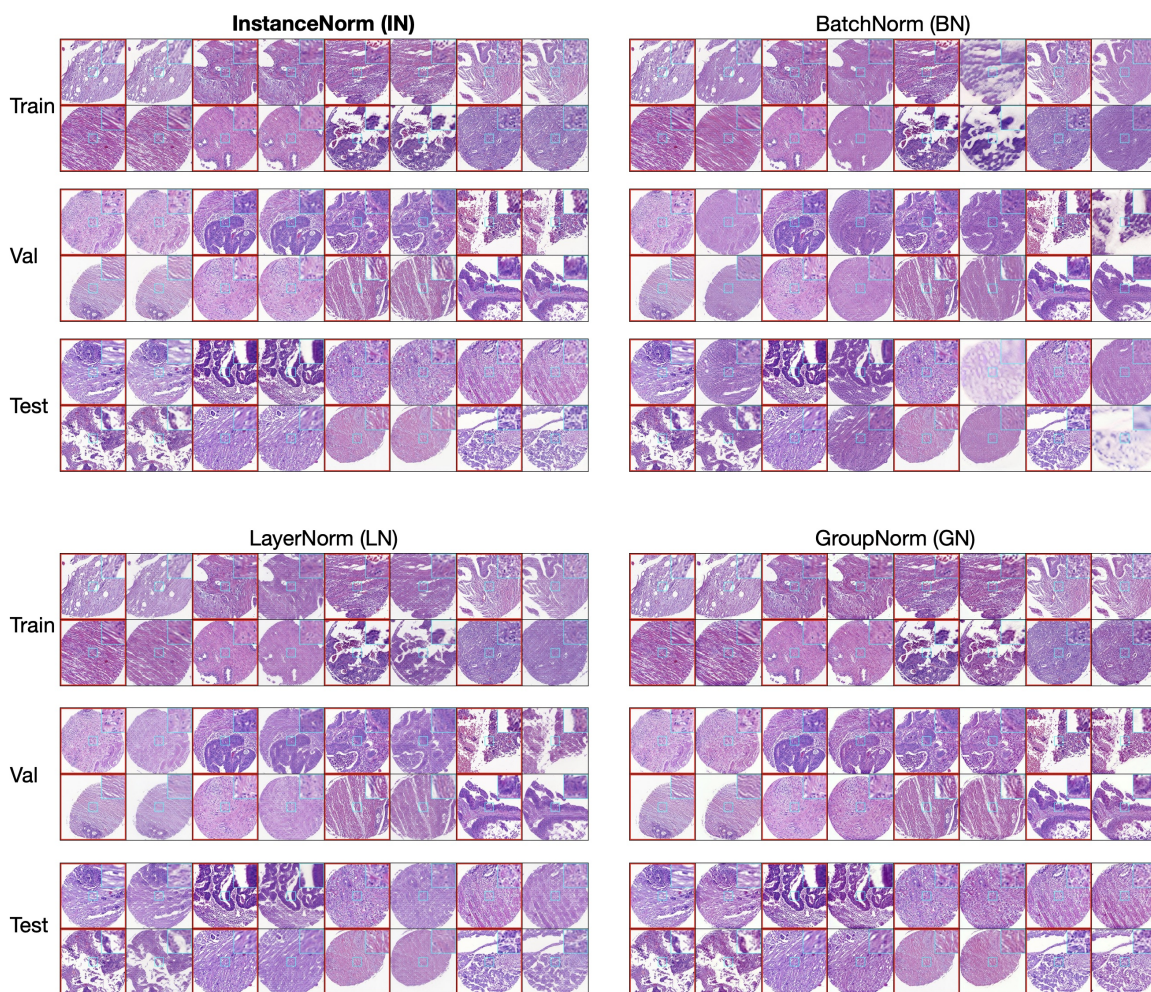 InstanceNorm (IN)
Train
Val
Test
BatchNorm (BN)
LayerNorm (LN)
Train
Val
Test
GroupNorm (GN)